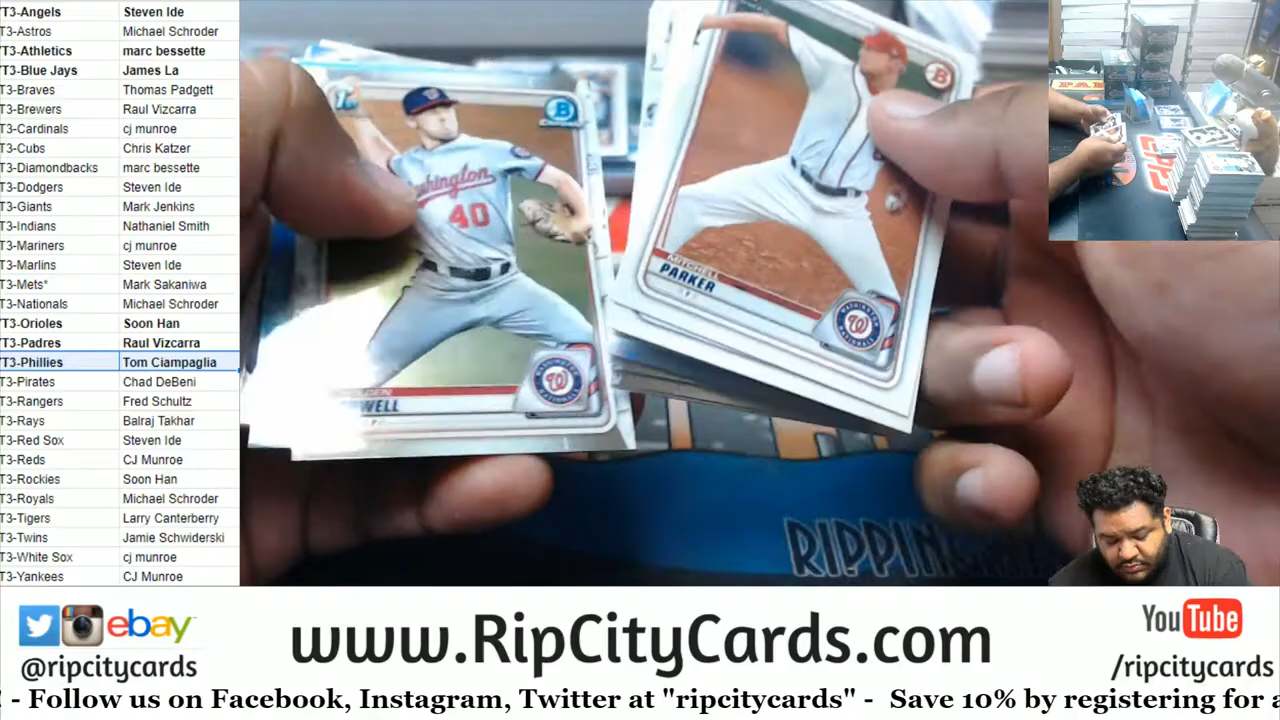 T3-Angels Steven Ide
T3-Astros Michael Schroder
T3-Athletics marc bessette
T3-Blue Jays James La
T3-Braves Thomas Padgett
T3-Brewers Raul Vizcarra
T3-Cardinals cj munroe
T3-Cubs Chris Katzer
T3-Diamondbacks marc bessette
T3-Dodgers Steven Ide
T3-Giants Mark Jenkins
T3-Indians Nathaniel Smith
T3-Mariners cj munroe
T3-Marlins Steven Ide
T3-Mets* Mark Sakaniwa
T3-Nationals Michael Schroder
T3-Orioles Soon Han
T3-Padres Raul Vizcarra
T3-Phillies Tom Ciampaglia
T3-Pirates Chad DeBeni
T3-Rangers Fred Schultz
T3-Rays Balraj Takhar
T3-Red Sox Steven Ide
T3-Reds CJ Munroe
T3-Rockies Soon Han
T3-Royals Michael Schroder
T3-Tigers Larry Canterberry
T3-Twins Jamie Schwiderski
T3-White Sox cj munroe
T3-Yankees CJ Munroe
B
40
W
B
MITCHELL
PARKER
WASHINGTON
NATIONALS
W
RIPPIN
ebay
@ripcitycards
www.RipCityCards.com
YouTube
/ripcitycards
- Follow us on Facebook, Instagram, Twitter at "ripcitycards" - Save 10% by registering for a